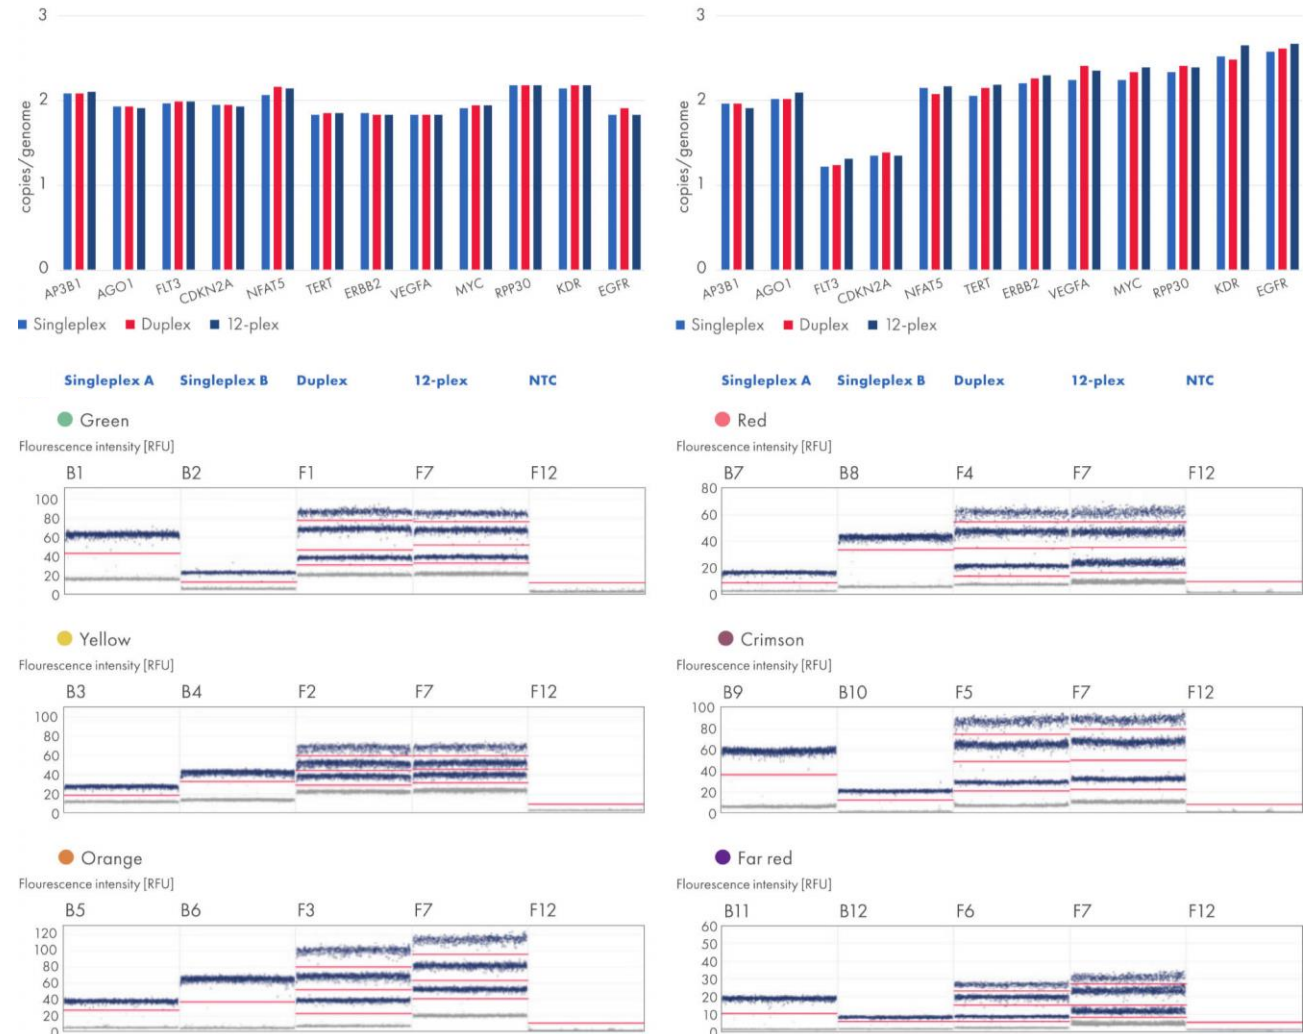 3
2
1
0
copies/genome
AP3B1 AGO1 FLT3 CDKN2A NFAT5 TERT ERBB2 VEGFA MYC RPP30 KDR EGFR
Singleplex Duplex 12-plex
3
2
1
0
copies/genome
AP3B1 AGO1 FLT3 CDKN2A NFAT5 TERT ERBB2 VEGFA MYC RPP30 KDR EGFR
Singleplex Duplex 12-plex
Singleplex A Singleplex B Duplex 12-plex NTC
Green
Flourescence intensity [RFU]
B1 B2 F1 F7 F12
100
80
60
40
20
0
Yellow
Flourescence intensity [RFU]
B3 B4 F2 F7 F12
100
80
60
40
20
0
Orange
Flourescence intensity [RFU]
B5 B6 F3 F7 F12
120
100
80
60
40
20
0
Singleplex A Singleplex B Duplex 12-plex NTC
Red
Flourescence intensity [RFU]
B7 B8 F4 F7 F12
80
60
40
20
0
Crimson
Flourescence intensity [RFU]
B9 B10 F5 F7 F12
100
80
60
40
20
0
Far red
Flourescence intensity [RFU]
B11 B12 F6 F7 F12
60
50
40
30
20
10
0